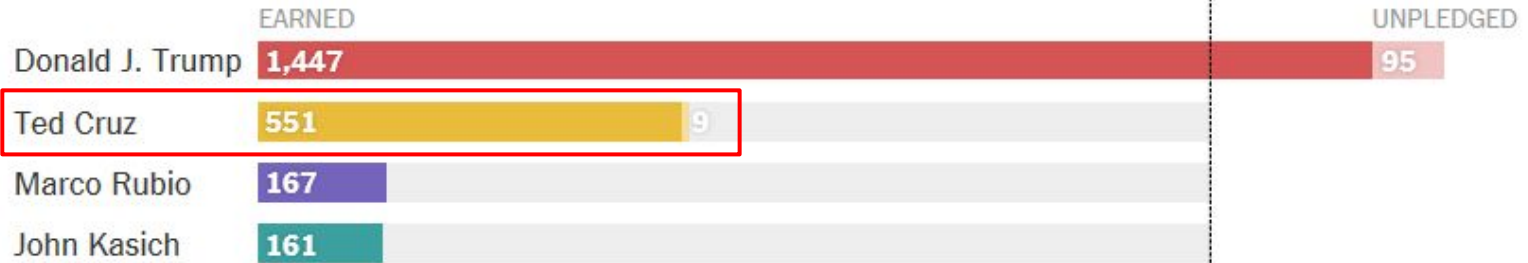 EARNED UNPLEDGED
Donald J. Trump 1,447 95
Ted Cruz 551 9
Marco Rubio 167
John Kasich 161